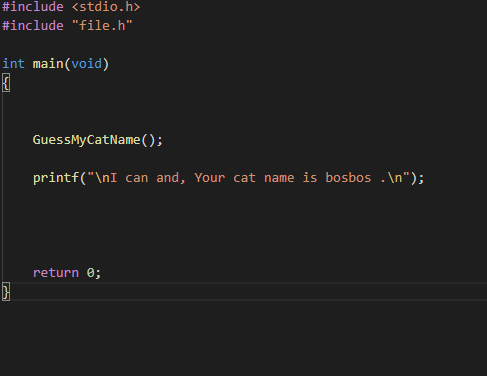 #include <stdio.h>
#include "file.h"
int main(void)
{
GuessMyCatName();
printf("\nI can and, Your cat name is bosbos .\n");
return 0;
}